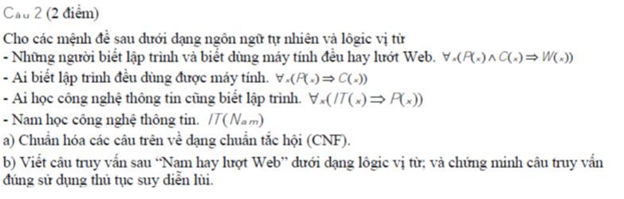 Câu 2 (2 điểm)
Cho các mệnh đề sau dưới dạng ngôn ngữ tự nhiên và lôgic vị từ
- Những người biết lập trình và biết dùng máy tính đều hay lướt Web. ∀x(P(x)∧C(x)⇒W(x))
- Ai biết lập trình đều dùng được máy tính. ∀x(P(x)⇒C(x))
- Ai học công nghệ thông tin cũng biết lập trình. ∀x(IT(x)⇒P(x))
- Nam học công nghệ thông tin. IT(Nam)
a) Chuẩn hóa các câu trên về dạng chuẩn tắc hội (CNF).
b) Viết câu truy vấn sau “Nam hay lượt Web” dưới dạng lôgic vị từ; và chứng minh câu truy vấn
đúng sử dụng thủ tục suy diễn lùi.